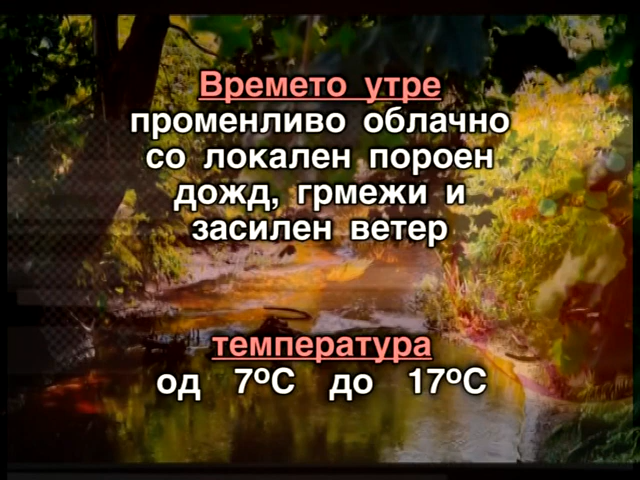 Времето утре
променливо облачно
со локален пороен
дожд, грмежи и
засилен ветер
температура
од 7ºC до 17ºC